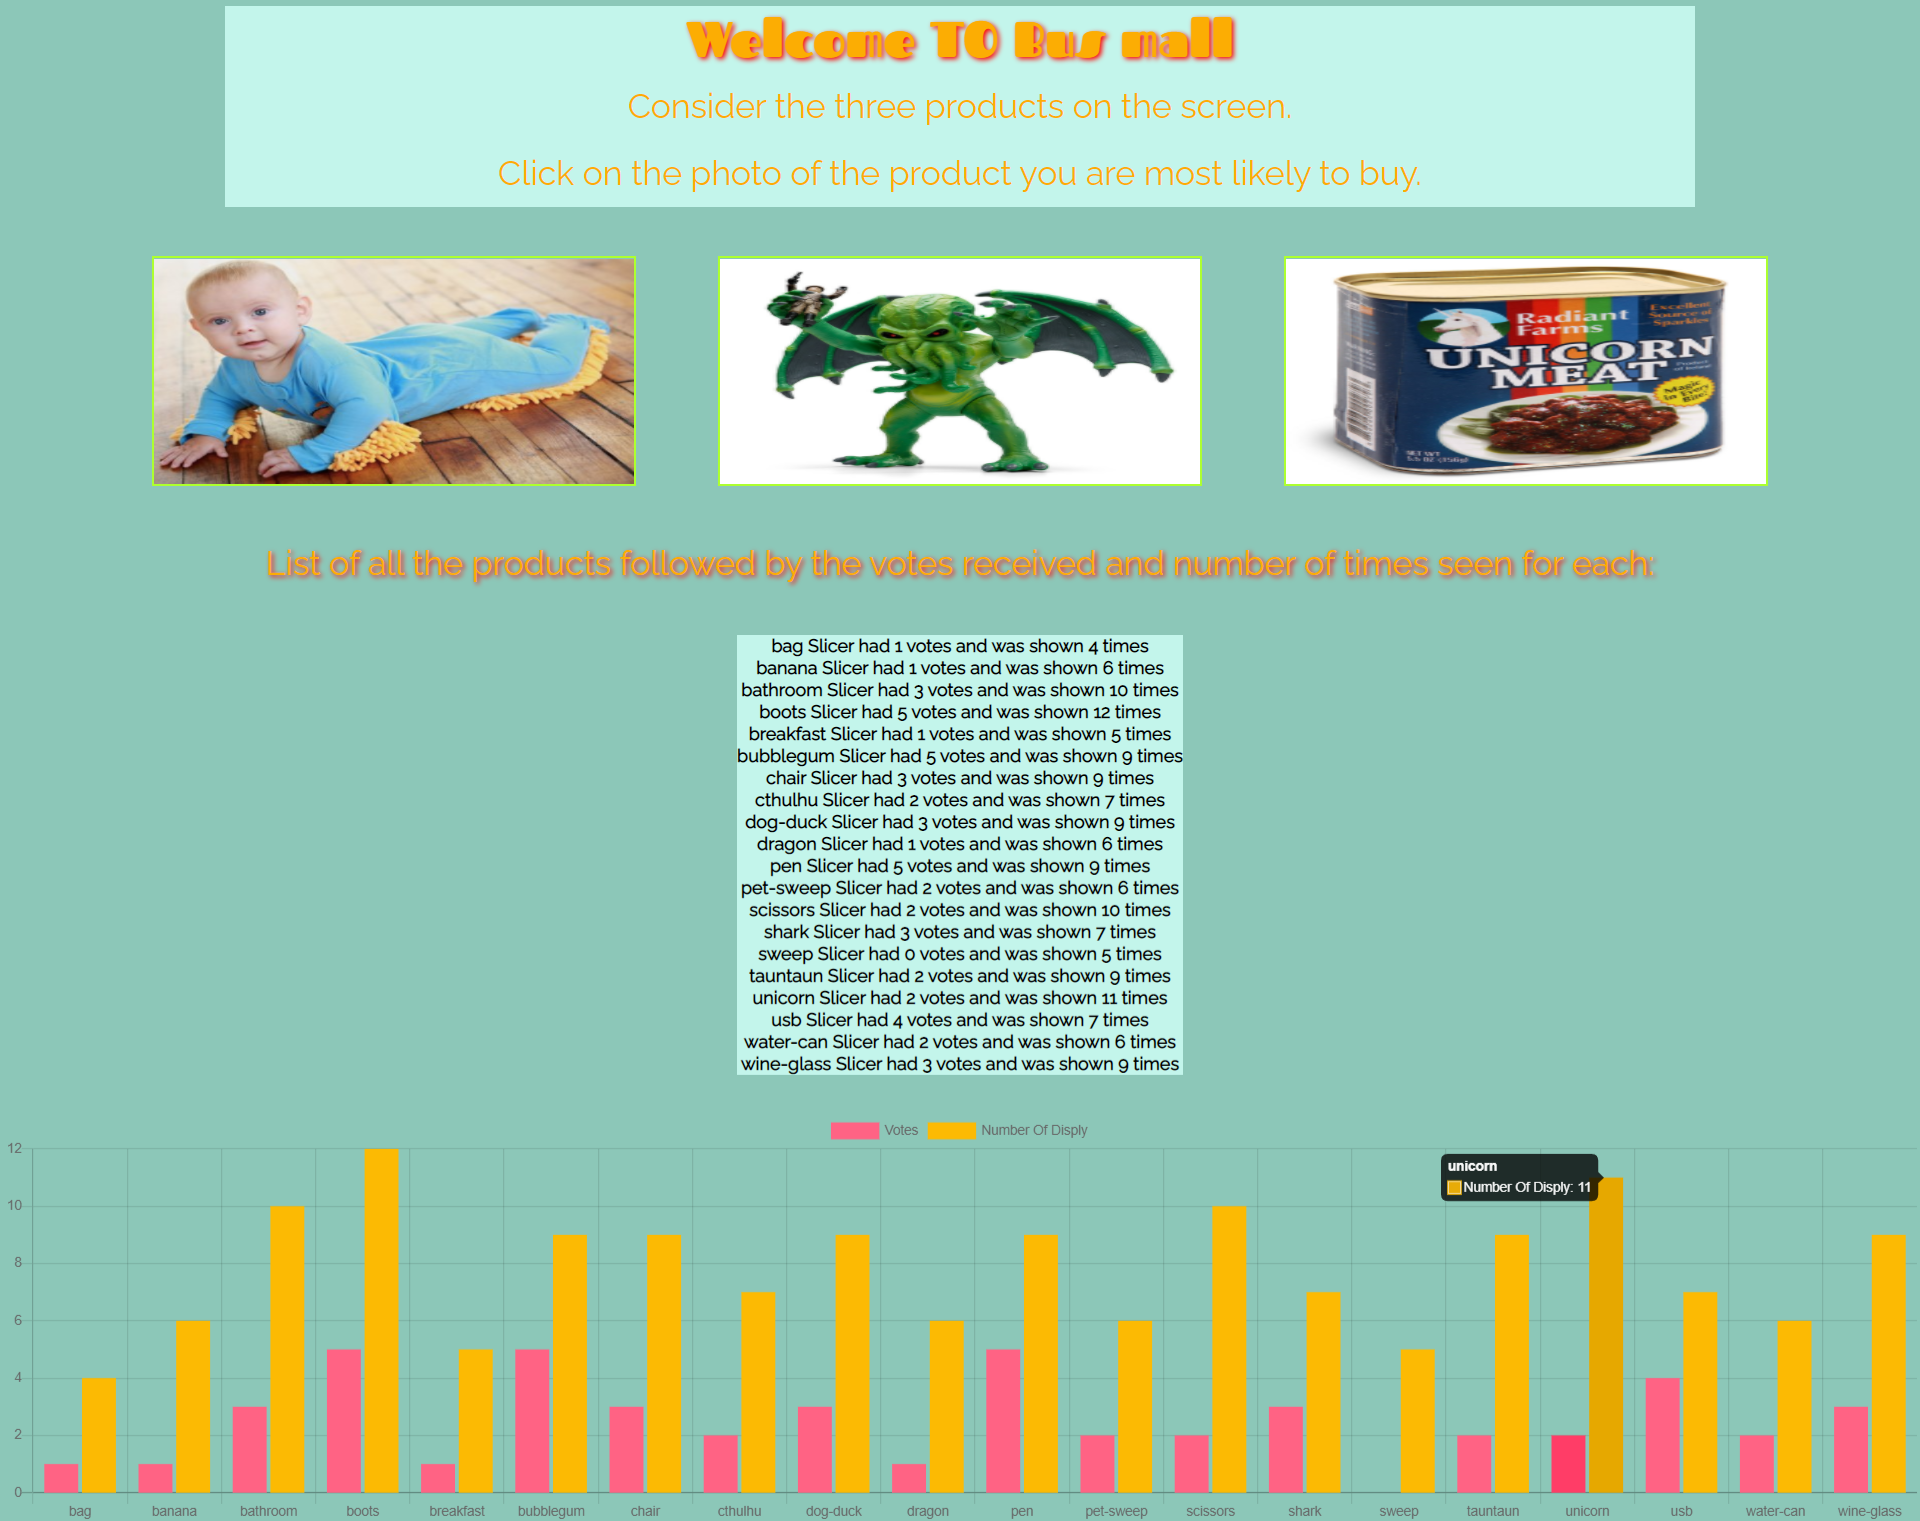 Welcome TO Bus mall
Consider the three products on the screen.
Click on the photo of the product you are most likely to buy.
Radiant
Farms
Excellent
Source of
Sparkles
UNICORN
MEAT
Magic
In Every
Bite!
List of all the products followed by the votes received and number of times seen for each:
bag Slicer had 1 votes and was shown 4 times
banana Slicer had 1 votes and was shown 6 times
bathroom Slicer had 3 votes and was shown 10 times
boots Slicer had 5 votes and was shown 12 times
breakfast Slicer had 1 votes and was shown 5 times
bubblegum Slicer had 5 votes and was shown 9 times
chair Slicer had 3 votes and was shown 9 times
cthulhu Slicer had 2 votes and was shown 7 times
dog-duck Slicer had 3 votes and was shown 9 times
dragon Slicer had 1 votes and was shown 6 times
pen Slicer had 5 votes and was shown 9 times
pet-sweep Slicer had 2 votes and was shown 6 times
scissors Slicer had 2 votes and was shown 10 times
shark Slicer had 3 votes and was shown 7 times
sweep Slicer had 0 votes and was shown 5 times
tauntaun Slicer had 2 votes and was shown 9 times
unicorn Slicer had 2 votes and was shown 11 times
usb Slicer had 4 votes and was shown 7 times
water-can Slicer had 2 votes and was shown 6 times
wine-glass Slicer had 3 votes and was shown 9 times
Votes Number Of Disply
12
10
8
6
4
2
0
unicorn
Number Of Disply: 11
bag banana bathroom boots breakfast bubblegum chair cthulhu dog-duck dragon pen pet-sweep scissors shark sweep tauntaun unicorn usb water-can wine-glass